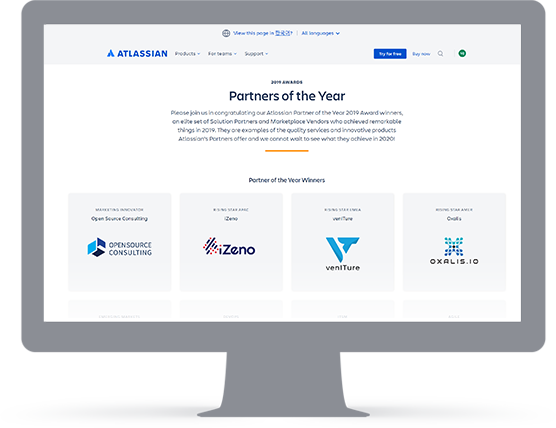 View this page in 한국어? All languages
ATLASSIAN Products For teams Support Try for free Buy now
2019 AWARDS
Partners of the Year
Please join us in congratulating our Atlassian Partner of the Year 2019 Award winners,
an elite set of Solution Partners and Marketplace Vendors who achieved remarkable
things in 2019. They are examples of the quality services and innovative products
Atlassian's Partners offer and we cannot wait to see what they achieve in 2020!
Partner of the Year Winners
MARKETING INNOVATOR
Open Source Consulting
OPENSOURCE
CONSULTING
RISING STAR APAC
iZeno
iZeno
RISING STAR EMEA
venITure
venITure
RISING STAR AMER
Oxalis
OXALIS.IO